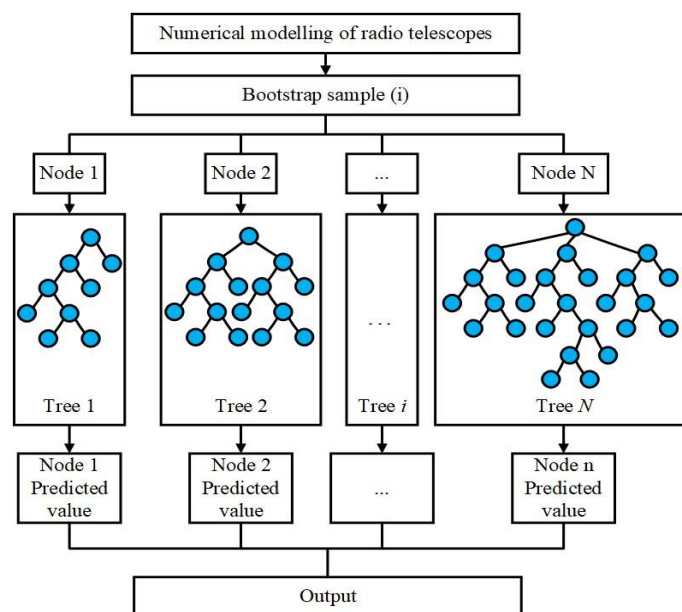 Numerical modelling of radio telescopes
Bootstrap sample (i)
Node 1
Node 2
...
Node N
...
Tree 1
Tree 2
Tree i
Tree N
Node 1
Predicted
value
Node 2
Predicted
value
...
Node n
Predicted
value
Output